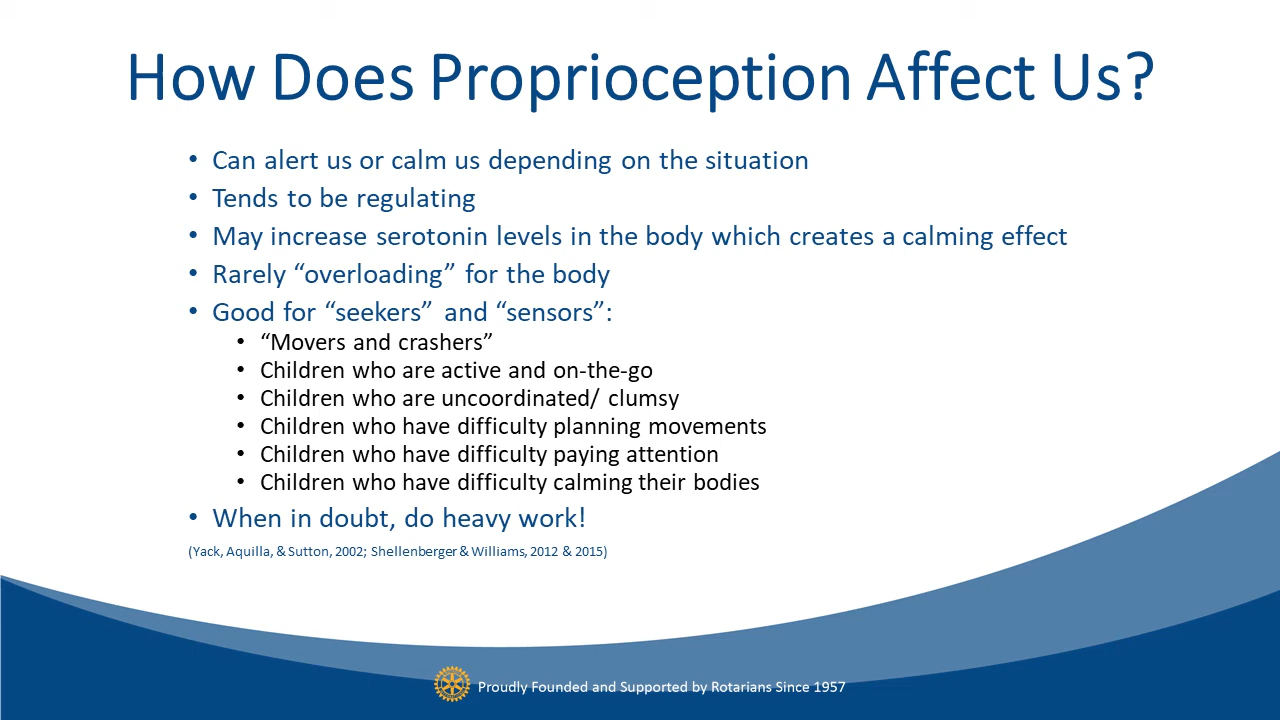 How Does Proprioception Affect Us?
• Can alert us or calm us depending on the situation
• Tends to be regulating
• May increase serotonin levels in the body which creates a calming effect
• Rarely “overloading” for the body
• Good for “seekers” and “sensors”:
• “Movers and crashers”
• Children who are active and on-the-go
• Children who are uncoordinated/ clumsy
• Children who have difficulty planning movements
• Children who have difficulty paying attention
• Children who have difficulty calming their bodies
• When in doubt, do heavy work!
(Yack, Aquilla, & Sutton, 2002; Shellenberger & Williams, 2012 & 2015)
Proudly Founded and Supported by Rotarians Since 1957